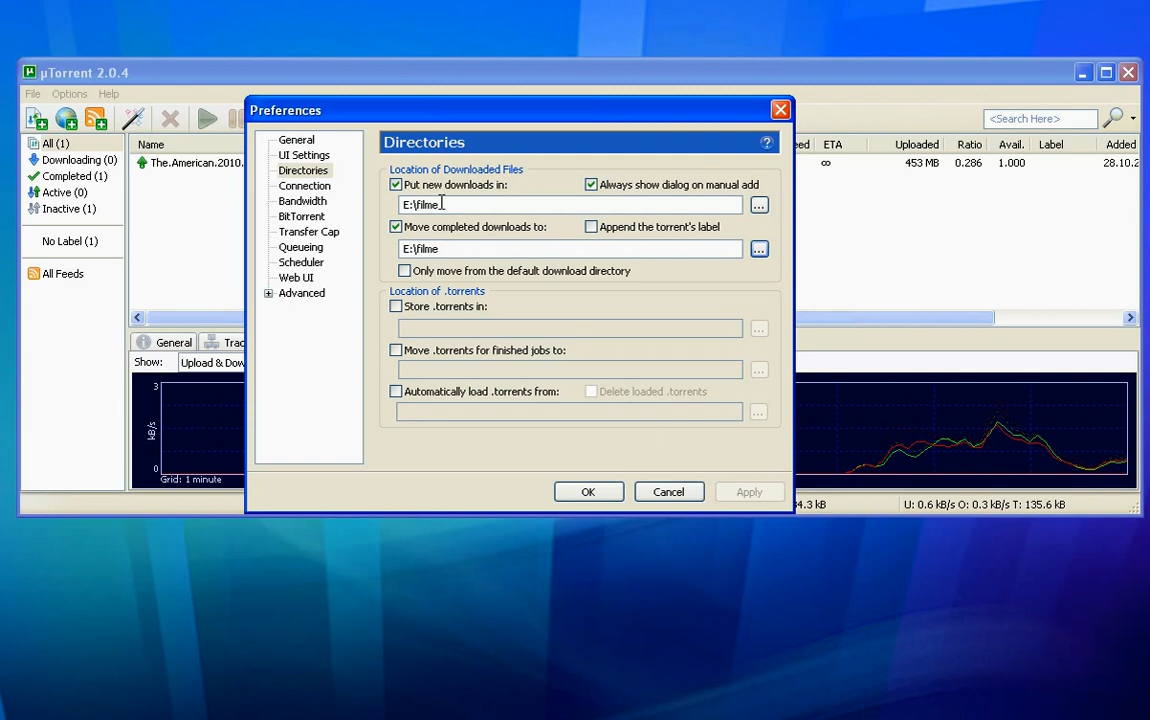 µTorrent 2.0.4
File Options Help
<Search Here>
Preferences
All (1)
Downloading (0)
Completed (1)
Active (0)
Inactive (1)
No Label (1)
All Feeds
Name
The.American.2010.
ETA Uploaded Ratio Avail. Label Added
∞ 453 MB 0.286 1.000 28.10.2
General
UI Settings
Directories
Connection
Bandwidth
BitTorrent
Transfer Cap
Queueing
Scheduler
Web UI
Advanced
Directories
Location of Downloaded Files
Put new downloads in: Always show dialog on manual add
E:\filme ...
Move completed downloads to: Append the torrent's label
E:\filme ...
Only move from the default download directory
Location of .torrents
Store .torrents in:
...
Move .torrents for finished jobs to:
...
Automatically load .torrents from: Delete loaded .torrents
...
OK Cancel Apply
General
Show: Upload &
3
kB/s
0
Grid: 1 minute
U: 0.6 kB/s O: 0.3 kB/s T: 135.6 kB